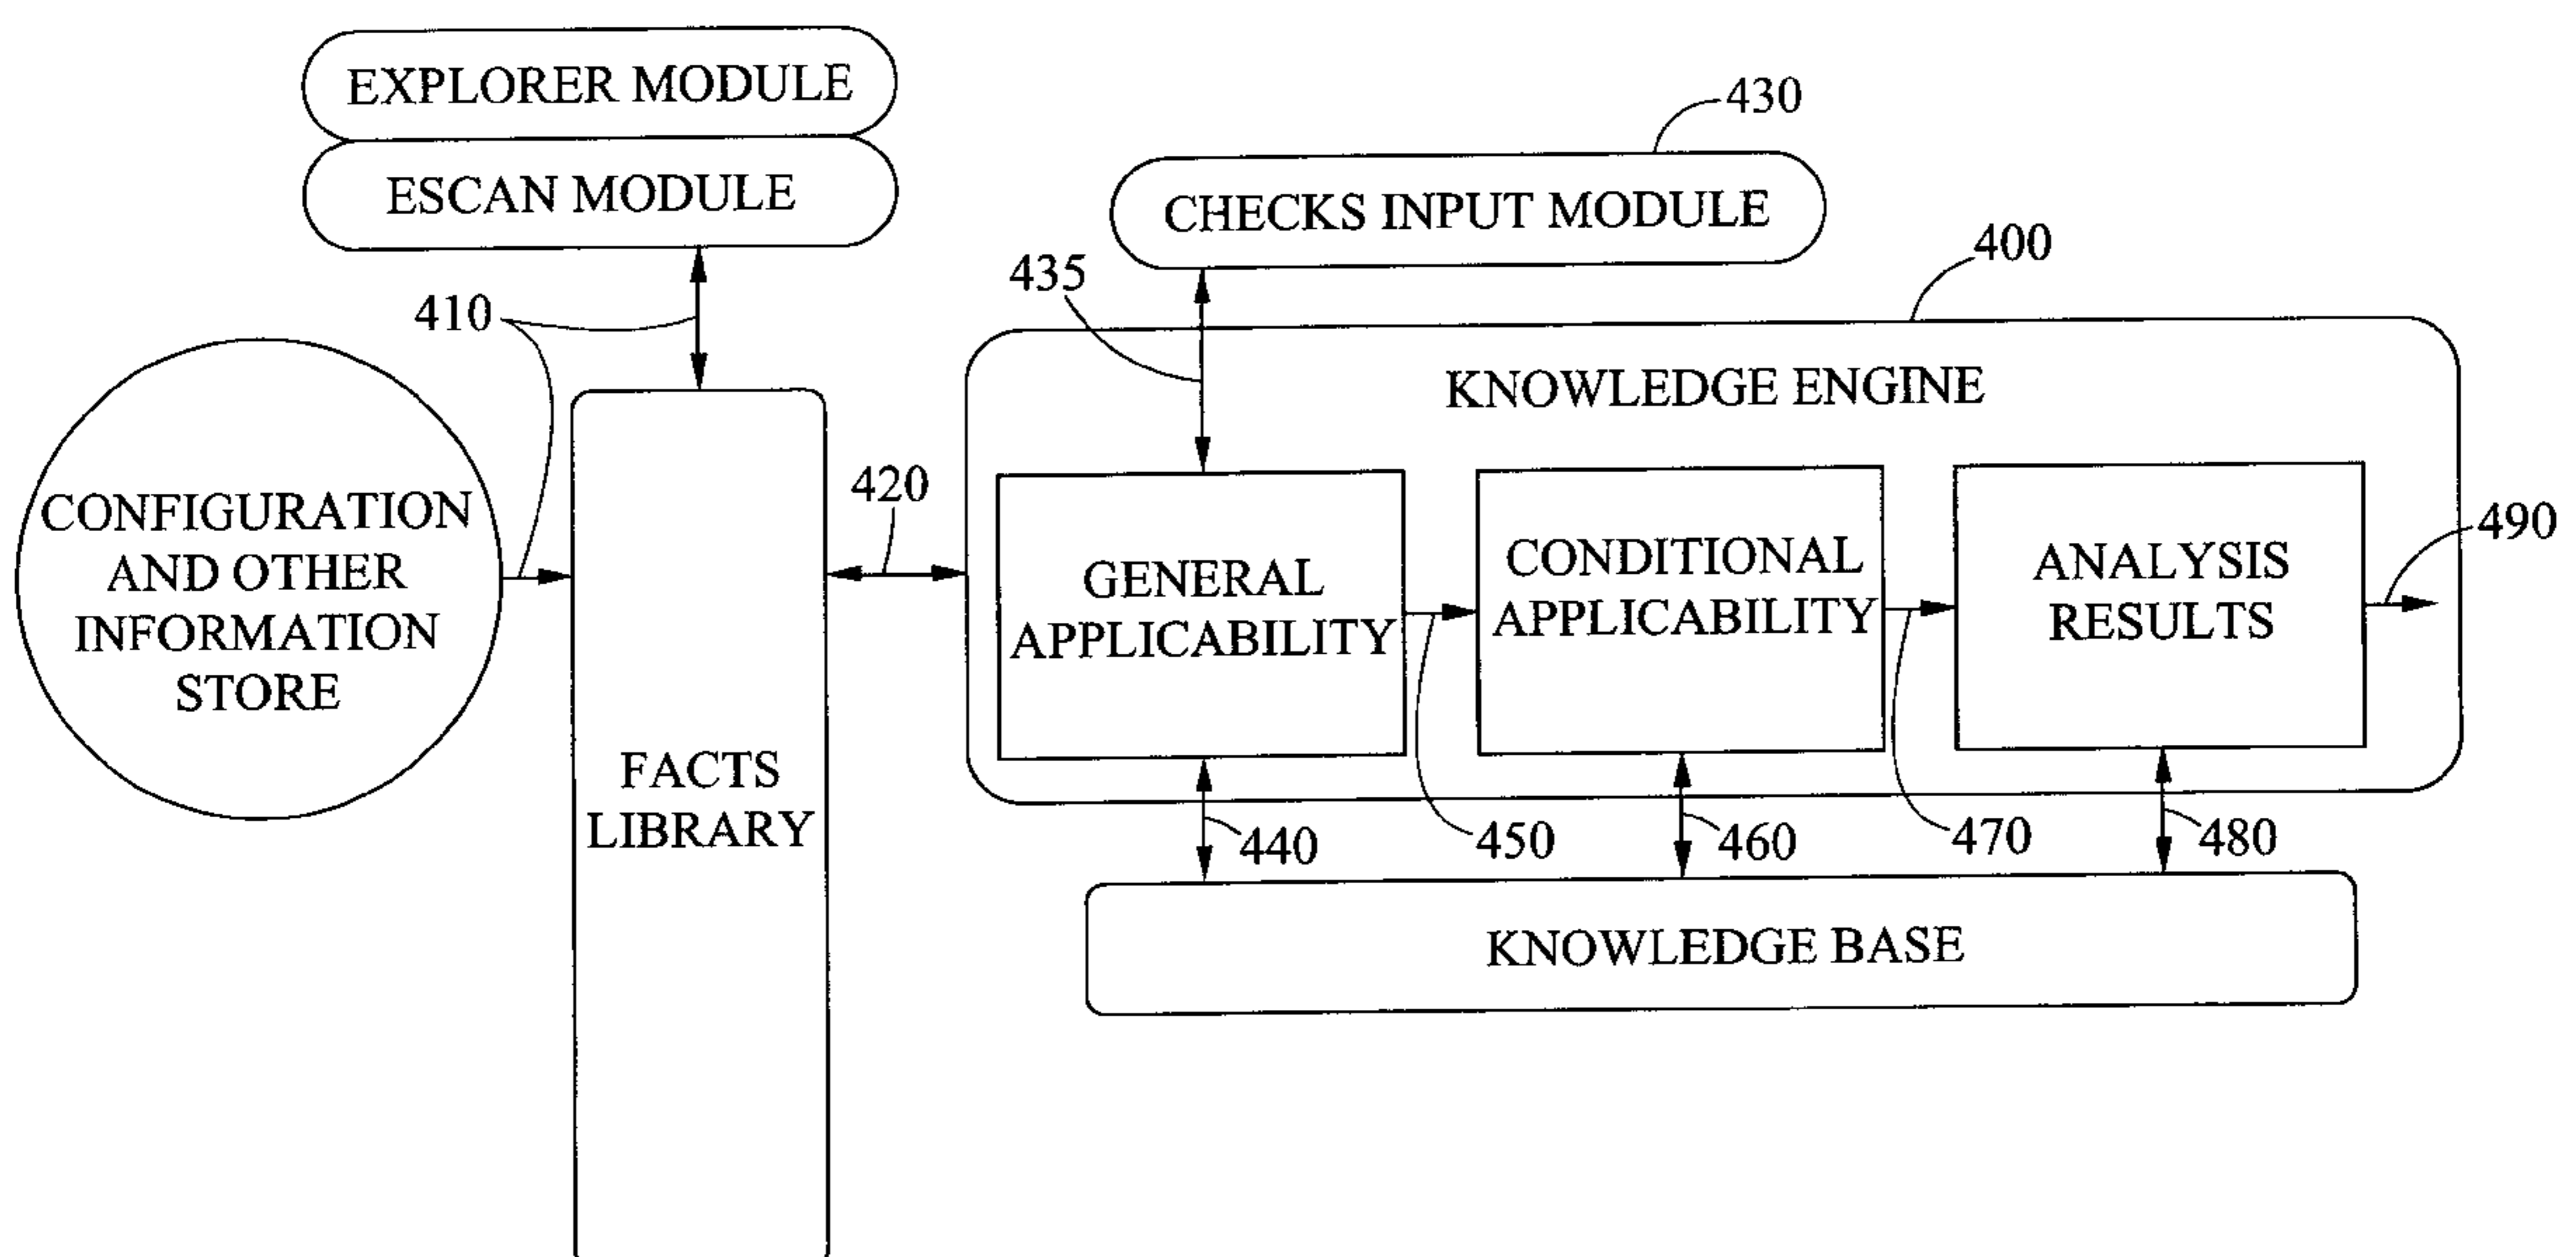 EXPLORER MODULE
ESCAN MODULE
430
CHECKS INPUT MODULE
400
435
410
KNOWLEDGE ENGINE
CONFIGURATION
AND OTHER
INFORMATION
STORE
420
490
GENERAL
APPLICABILITY
CONDITIONAL
APPLICABILITY
ANALYSIS
RESULTS
FACTS
LIBRARY
440
450
460
470
480
KNOWLEDGE BASE